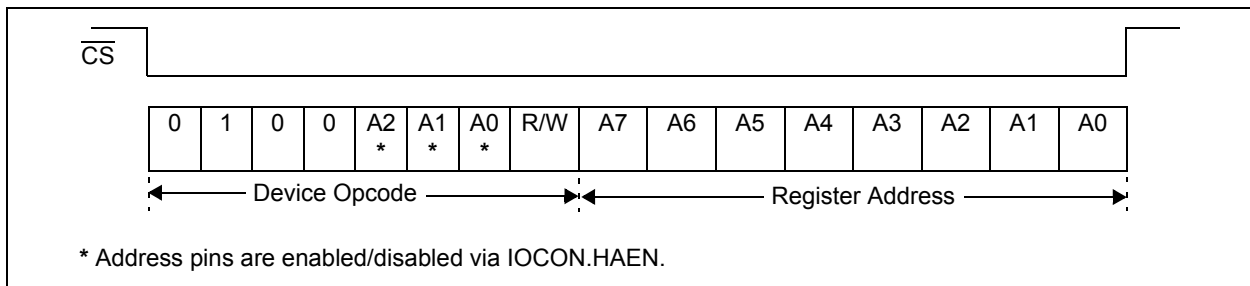 CS
0 1 0 0 A2 A1 A0 R/W A7 A6 A5 A4 A3 A2 A1 A0
* * *
Device Opcode Register Address
* Address pins are enabled/disabled via IOCON.HAEN.